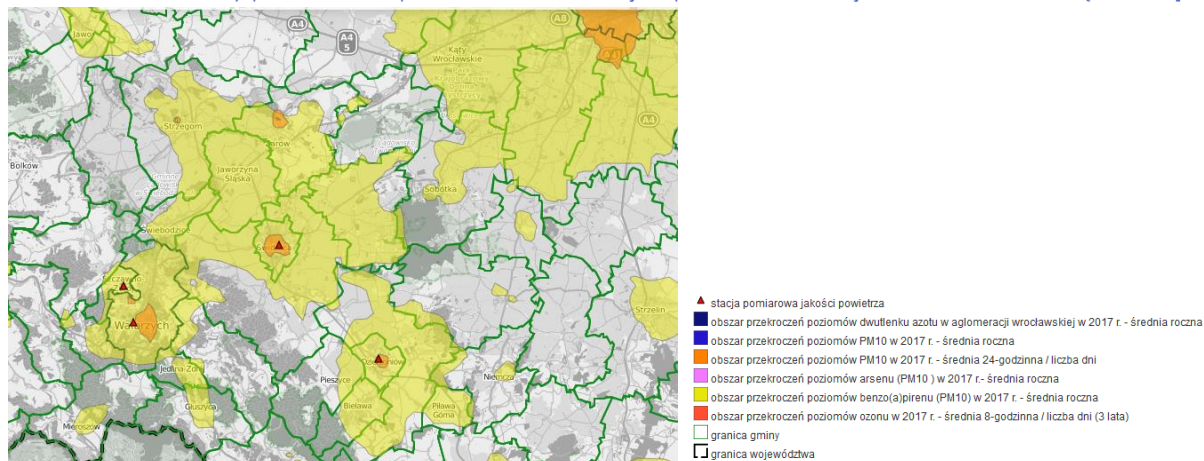 A4
A8
Jawor
A4
5
Kąty
Wrocławskie
A4
Strzegom
Żarów
Bolków
Jaworzyna
Śląska
Sobótka
Świebodzice
Szczawno-
Strzelin
Wałbrzych
Jedlina-Zdrój
Pieszyce
Niemcza
Głuszyca
Bielawa
Piława
Górna
Mieroszów
stacja pomiarowa jakości powietrza
obszar przekroczeń poziomów dwutlenku azotu w aglomeracji wrocławskiej w 2017 r. - średnia roczna
obszar przekroczeń poziomów PM10 w 2017 r. - średnia roczna
obszar przekroczeń poziomów PM10 w 2017 r. - średnia 24-godzinna / liczba dni
obszar przekroczeń poziomów arsenu (PM10 ) w 2017 r.- średnia roczna
obszar przekroczeń poziomów benzo(a)pirenu (PM10) w 2017 r. - średnia roczna
obszar przekroczeń poziomów ozonu w 2017 r. - średnia 8-godzinna / liczba dni (3 lata)
granica gminy
granica województwa